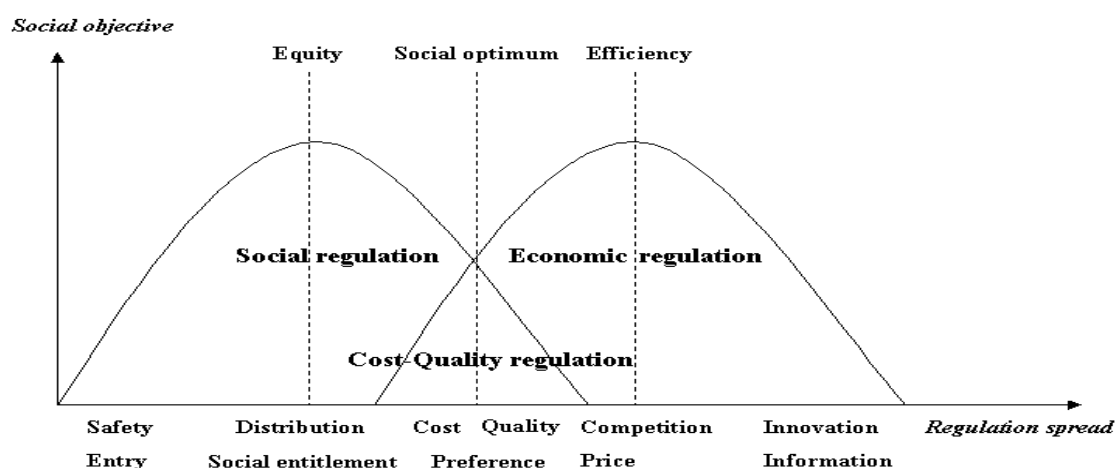 Social objective
Equity Social optimum Efficiency
Social regulation Economic regulation
Cost-Quality regulation
Safety Distribution Cost Quality Competition Innovation Regulation spread
Entry Social entitlement Preference Price Information